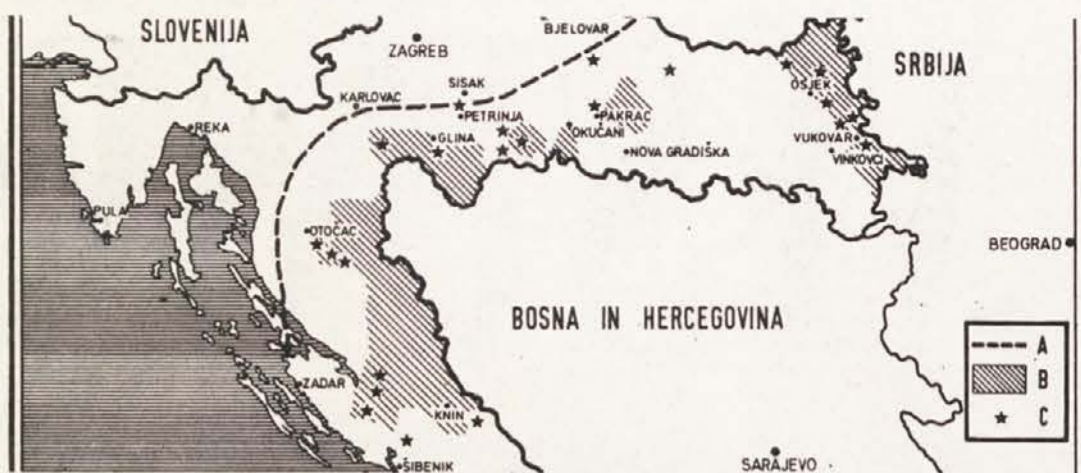 SLOVENIJA
ZAGREB
BJELOVAR
SRBIJA
SISAK
OSJEK
KARLOVAC
PETRINJA
PAKRAC
REKA
GLINA
OKUČANI
VUKOVAR
NOVA GRADIŠKA
VINKOVCI
PULA
OTOČAC
BEOGRAD
BOSNA IN HERCEGOVINA
A
B
ZADAR
KNIN
C
ŠIBENIK
SARAJEVO